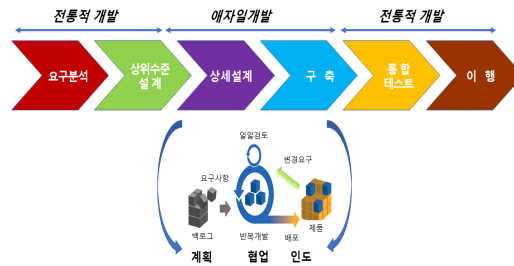 전통적 개발
애자일개발
전통적 개발
요구분석
상위수준
설 계
상세설계
구 축
통 합
테스트
이 행
일일검토
변경요구
요구사항
백로그
반복개발
배포
제품
계획
협업
인도